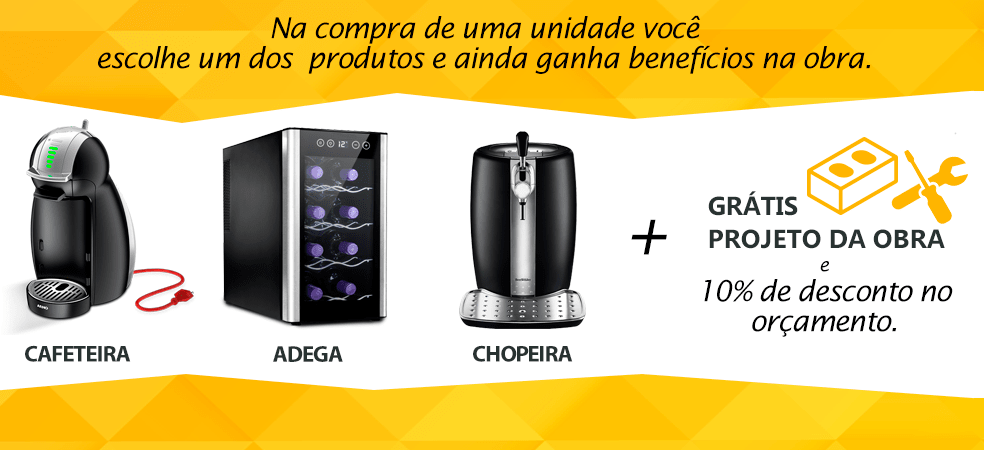 Na compra de uma unidade você
escolhe um dos produtos e ainda ganha benefícios na obra.
12°
GRÁTIS
PROJETO DA OBRA
e
10% de desconto no
orçamento.
+
ARNO
CAFETEIRA
ADEGA
CHOPEIRA